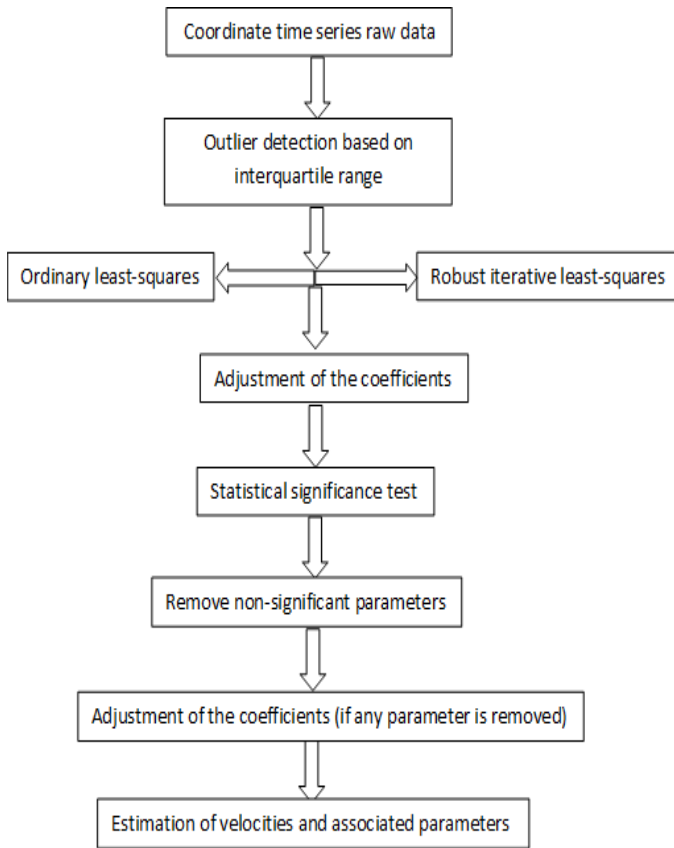 Coordinate time series raw data
Outlier detection based on
interquartile range
Ordinary least-squares
Robust iterative least-squares
Adjustment of the coefficients
Statistical significance test
Remove non-significant parameters
Adjustment of the coefficients (if any parameter is removed)
Estimation of velocities and associated parameters